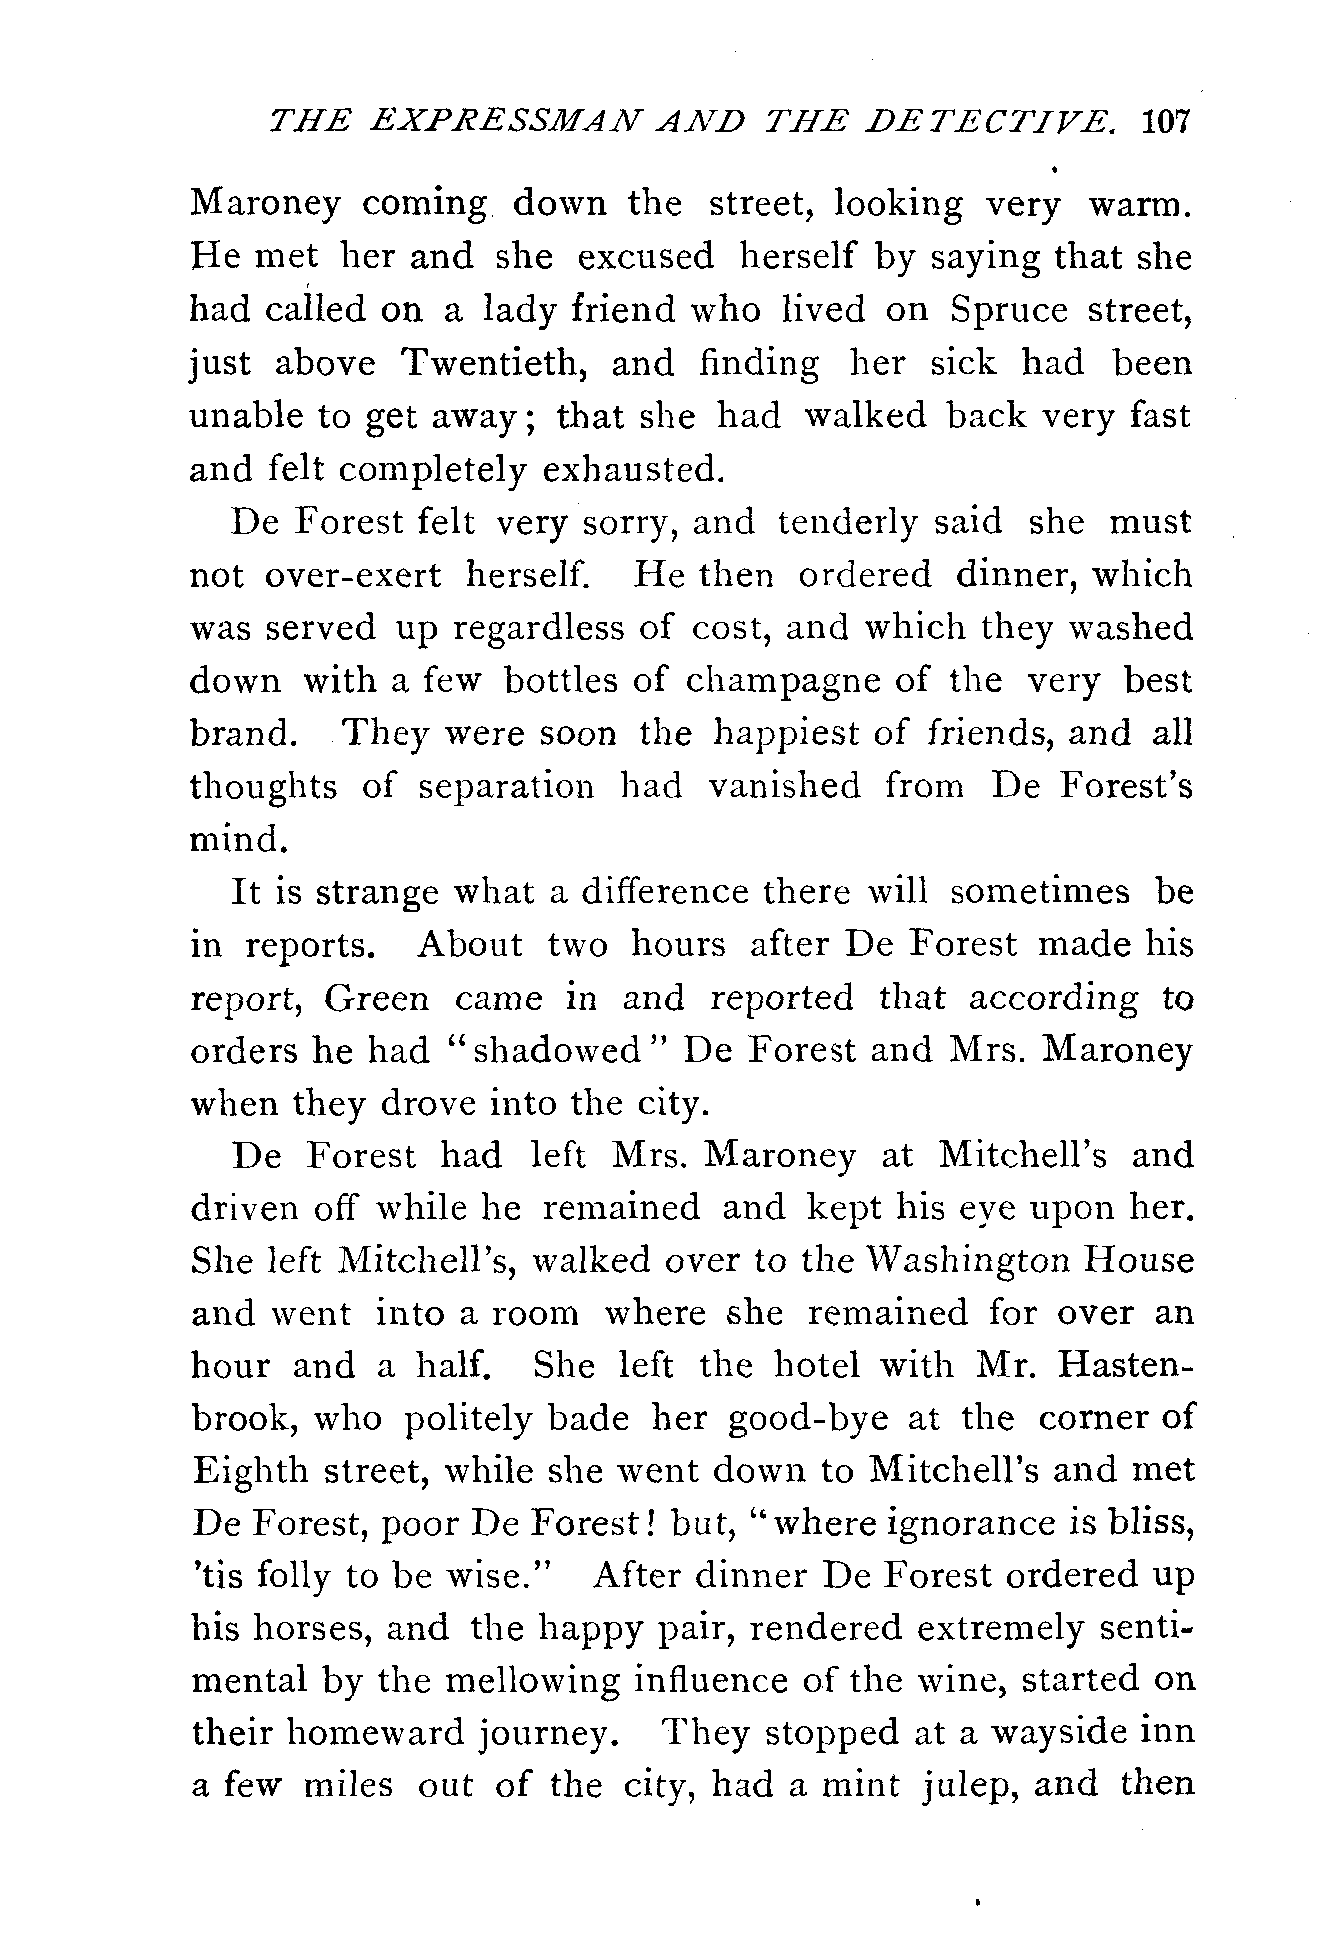 THE EXPRESSMAN AND THE DETECTIVE. 107
Maroney coming down the street, looking very warm.
He met her and she excused herself by saying that she
had called on a lady friend who lived on Spruce street,
just above Twentieth, and finding her sick had been
unable to get away; that she had walked back very fast
and felt completely exhausted.
De Forest felt very sorry, and tenderly said she must
not over-exert herself. He then ordered dinner, which
was served up regardless of cost, and which they washed
down with a few bottles of champagne of the very best
brand. They were soon the happiest of friends, and all
thoughts of separation had vanished from De Forest's
mind.
It is strange what a difference there will sometimes be
in reports. About two hours after De Forest made his
report, Green came in and reported that according to
orders he had "shadowed" De Forest and Mrs. Maroney
when they drove into the city.
De Forest had left Mrs. Maroney at Mitchell's and
driven off while he remained and kept his eye upon her.
She left Mitchell's, walked over to the Washington House
and went into a room where she remained for over an
hour and a half. She left the hotel with Mr. Hasten-
brook, who politely bade her good-bye at the corner of
Eighth street, while she went down to Mitchell's and met
De Forest, poor De Forest! but, "where ignorance is bliss,
'tis folly to be wise." After dinner De Forest ordered up
his horses, and the happy pair, rendered extremely senti-
mental by the mellowing influence of the wine, started on
their homeward journey. They stopped at a wayside inn
a few miles out of the city, had a mint julep, and then